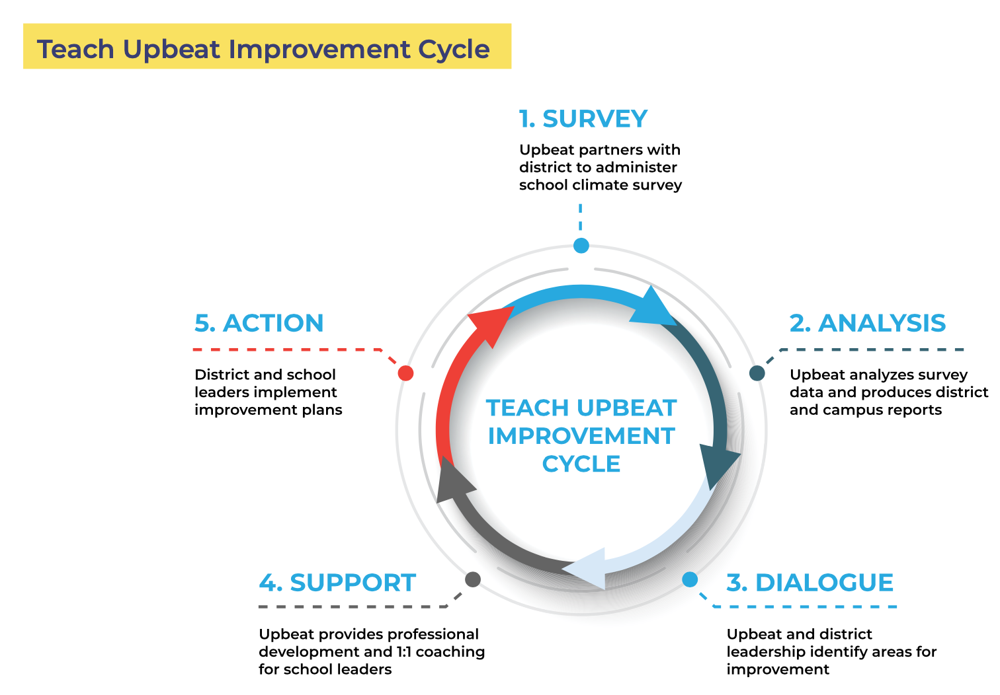 Teach Upbeat Improvement Cycle
1. SURVEY
Upbeat partners with
district to administer
school climate survey
2. ANALYSIS
Upbeat analyzes survey
data and produces district
and campus reports
3. DIALOGUE
Upbeat and district
leadership identify areas for
improvement
4. SUPPORT
Upbeat provides professional
development and 1:1 coaching
for school leaders
5. ACTION
District and school
leaders implement
improvement plans
TEACH UPBEAT
IMPROVEMENT
CYCLE